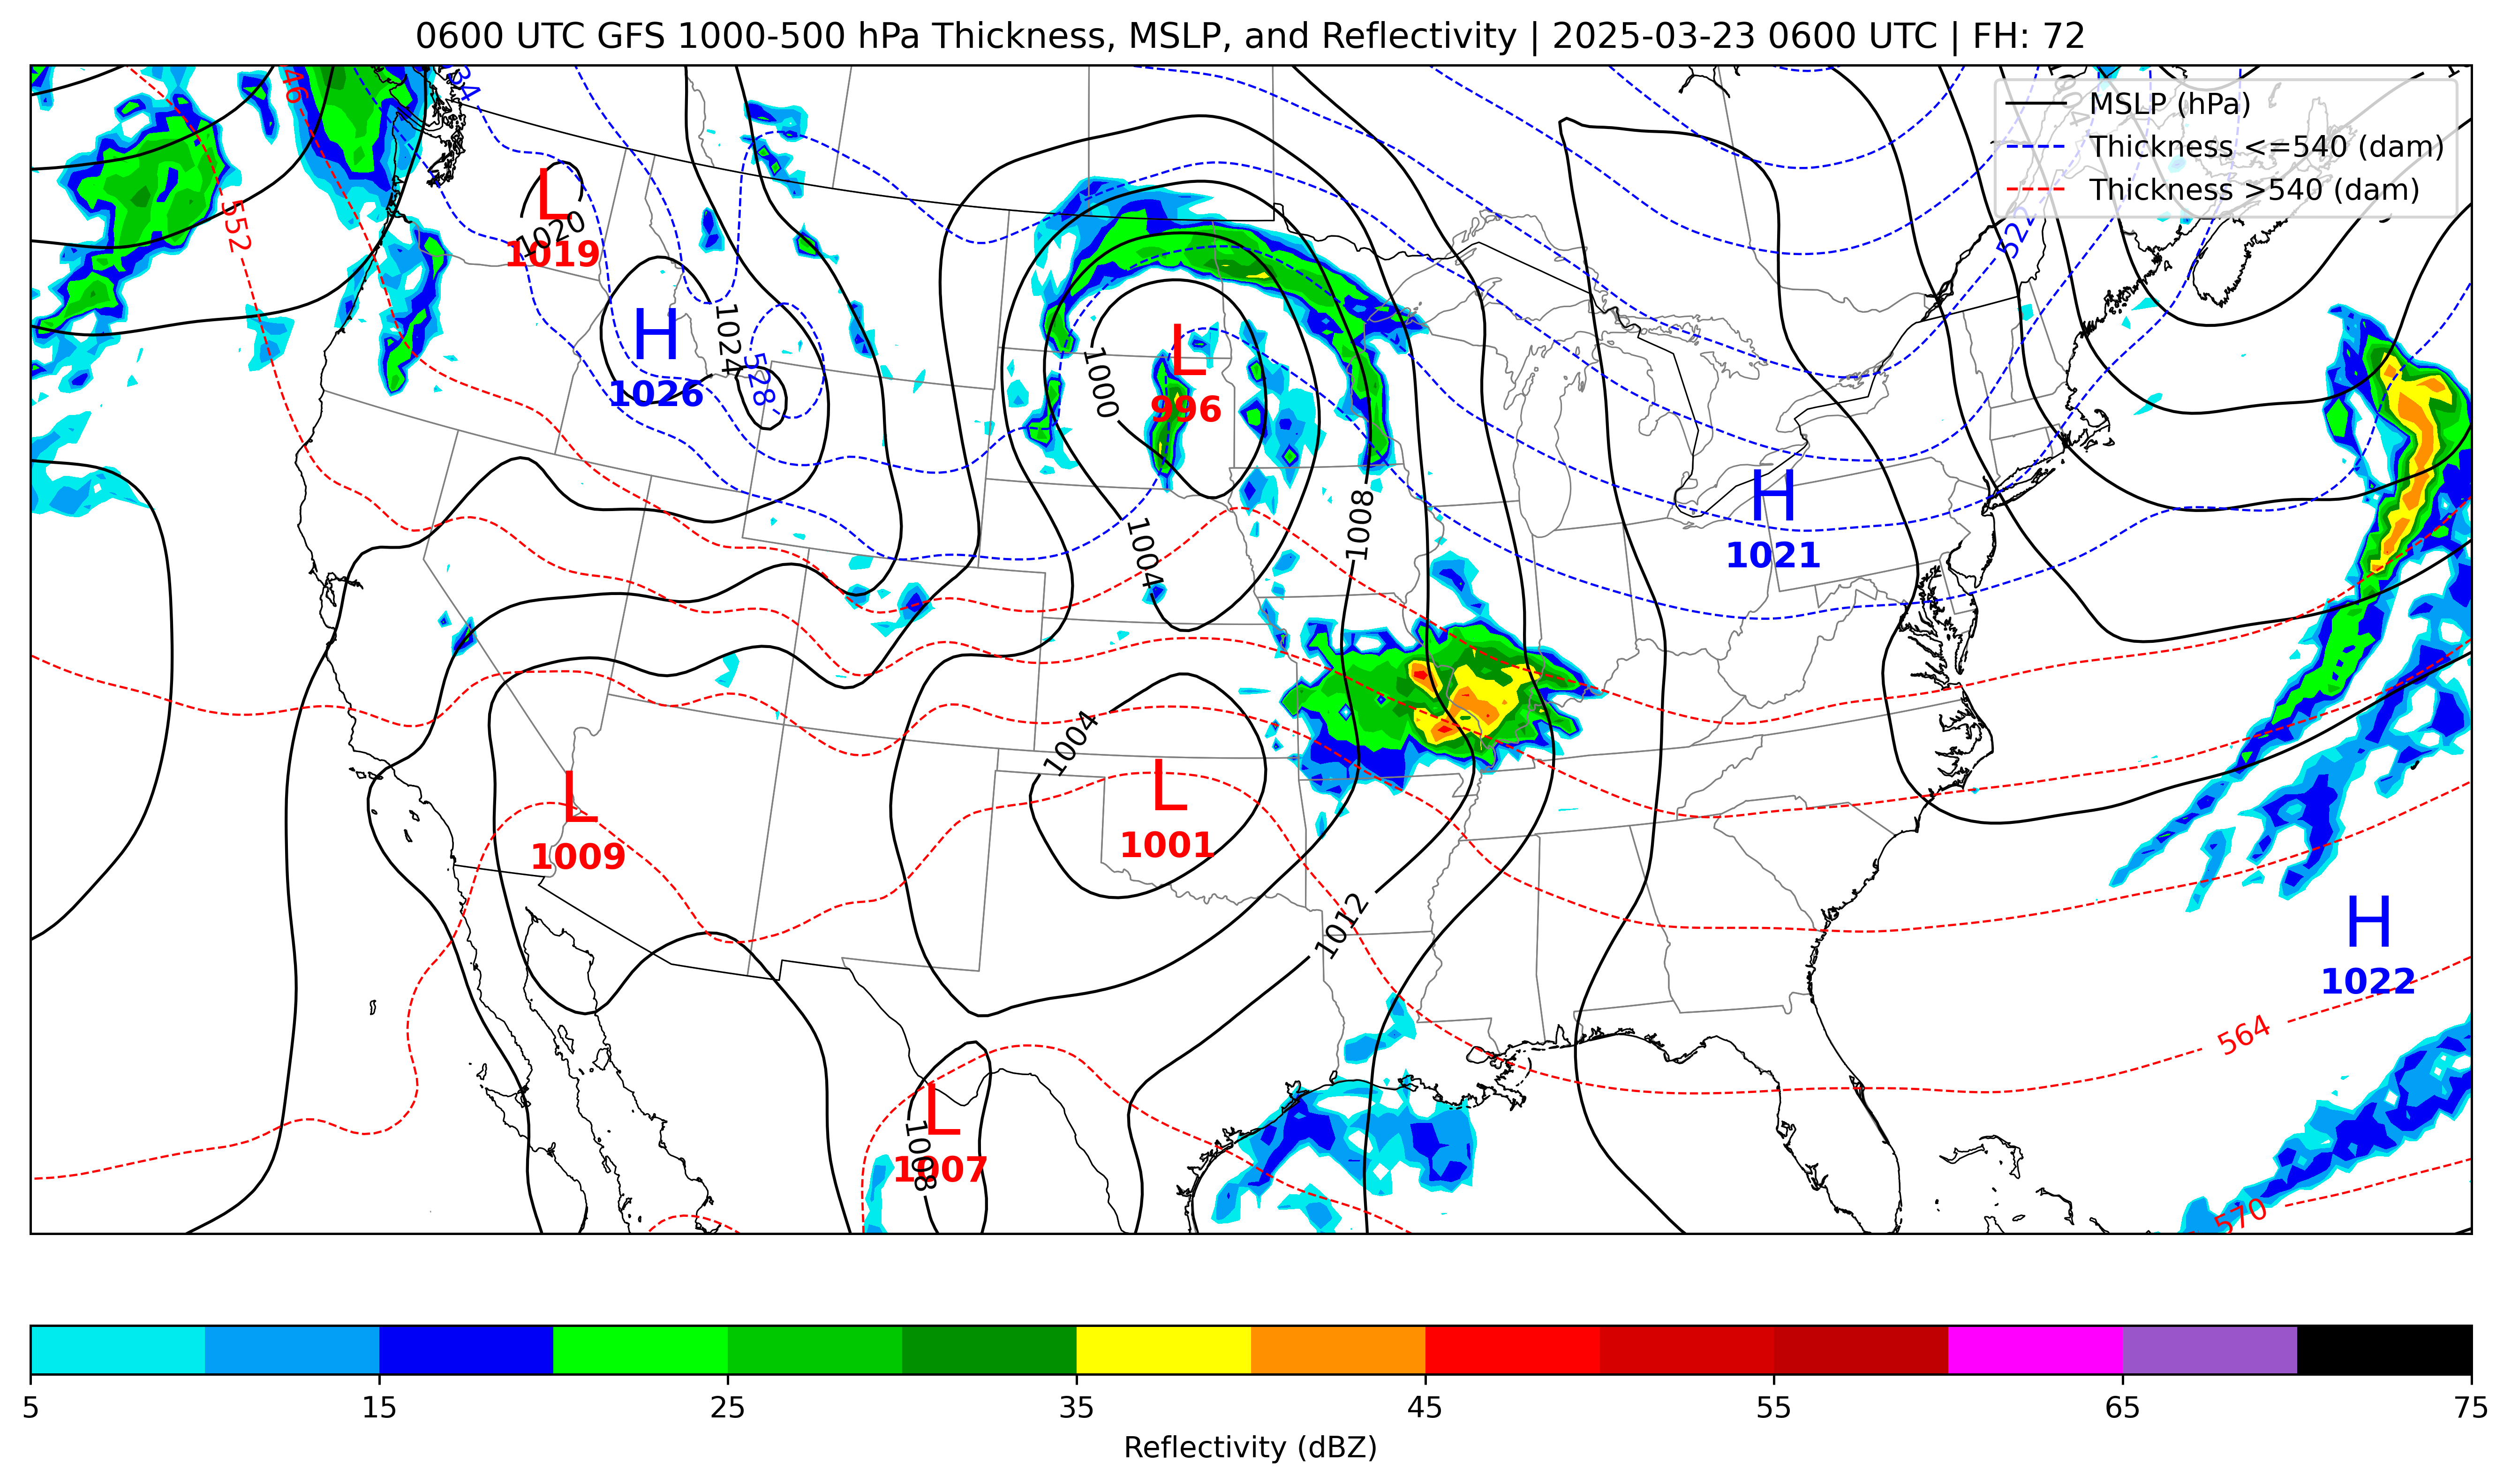 0600 UTC GFS 1000-500 hPa Thickness, MSLP, and Reflectivity | 2025-03-23 0600 UTC | FH: 72
MSLP (hPa)
Thickness <=540 (dam)
Thickness >540 (dam)
546
534
1004
552
L
1020
1019
522
H
1026
1024
528
L
996
1000
H
1021
1008
1004
1004
L
1009
L
1001
1012
H
1022
564
L
1007
1008
570
5
15
25
35
45
55
65
75
Reflectivity (dBZ)